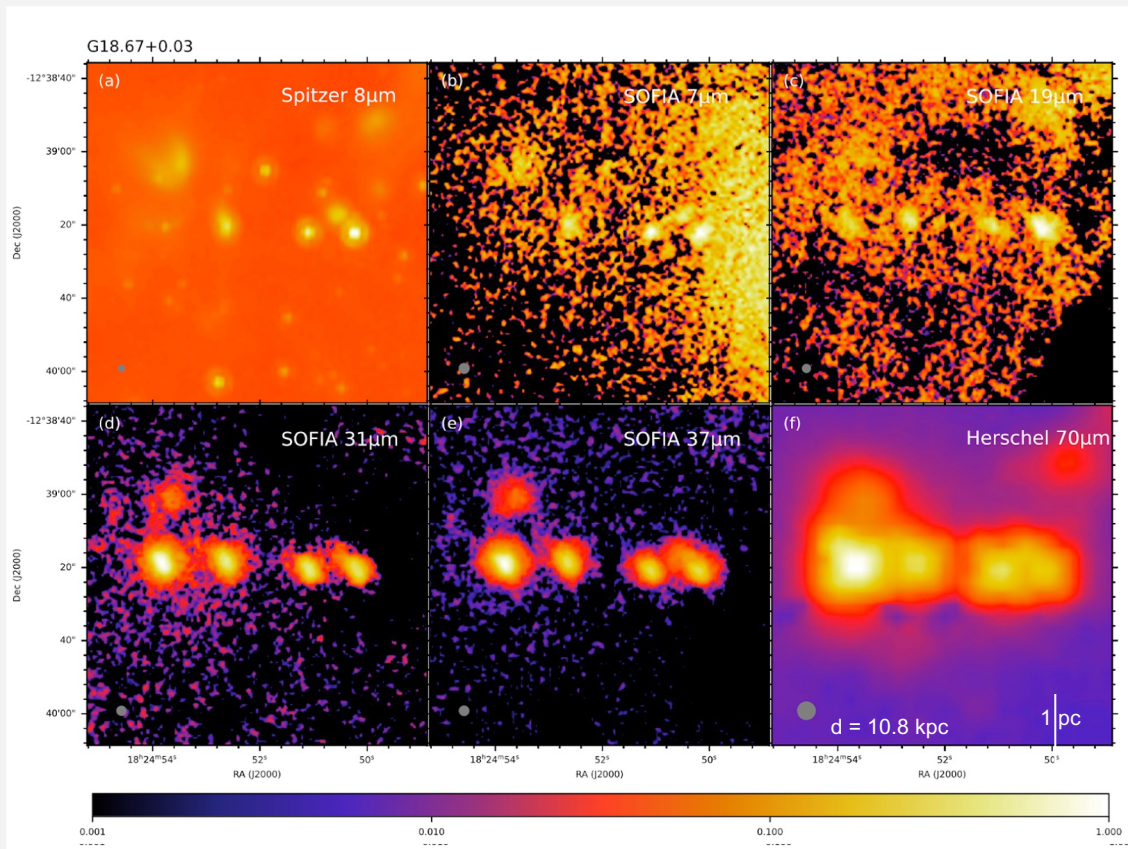 G18.67+0.03
(a)
Spitzer 8μm
(b)
SOFIA 7μm
(c)
SOFIA 19μm
-12°38'40"
39'00"
20"
40"
40'00"
Dec (J2000)
(d)
SOFIA 31μm
(e)
SOFIA 37μm
(f)
Herschel 70μm
-12°38'40"
39'00"
20"
40"
40'00"
Dec (J2000)
d = 10.8 kpc
1 pc
18ʰ24ᵐ54ˢ 52ˢ 50ˢ
18ʰ24ᵐ54ˢ 52ˢ 50ˢ
18ʰ24ᵐ54ˢ 52ˢ 50ˢ
RA (J2000)
RA (J2000)
RA (J2000)
0.001 0.010 0.100 1.000